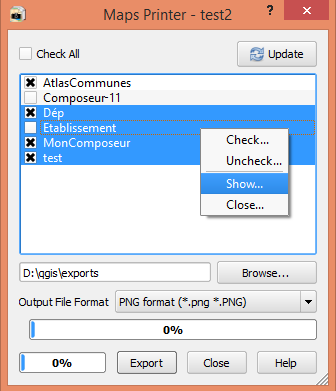 Maps Printer - test2
Check All
Update
AtlasCommunes
Composeur-11
Dép
Etablissement
MonComposeur
test
Check...
Uncheck...
Show...
Close...
D:\qgis\exports
Browse...
Output File Format
PNG format (*.png *.PNG)
0%
0%
Export
Close
Help